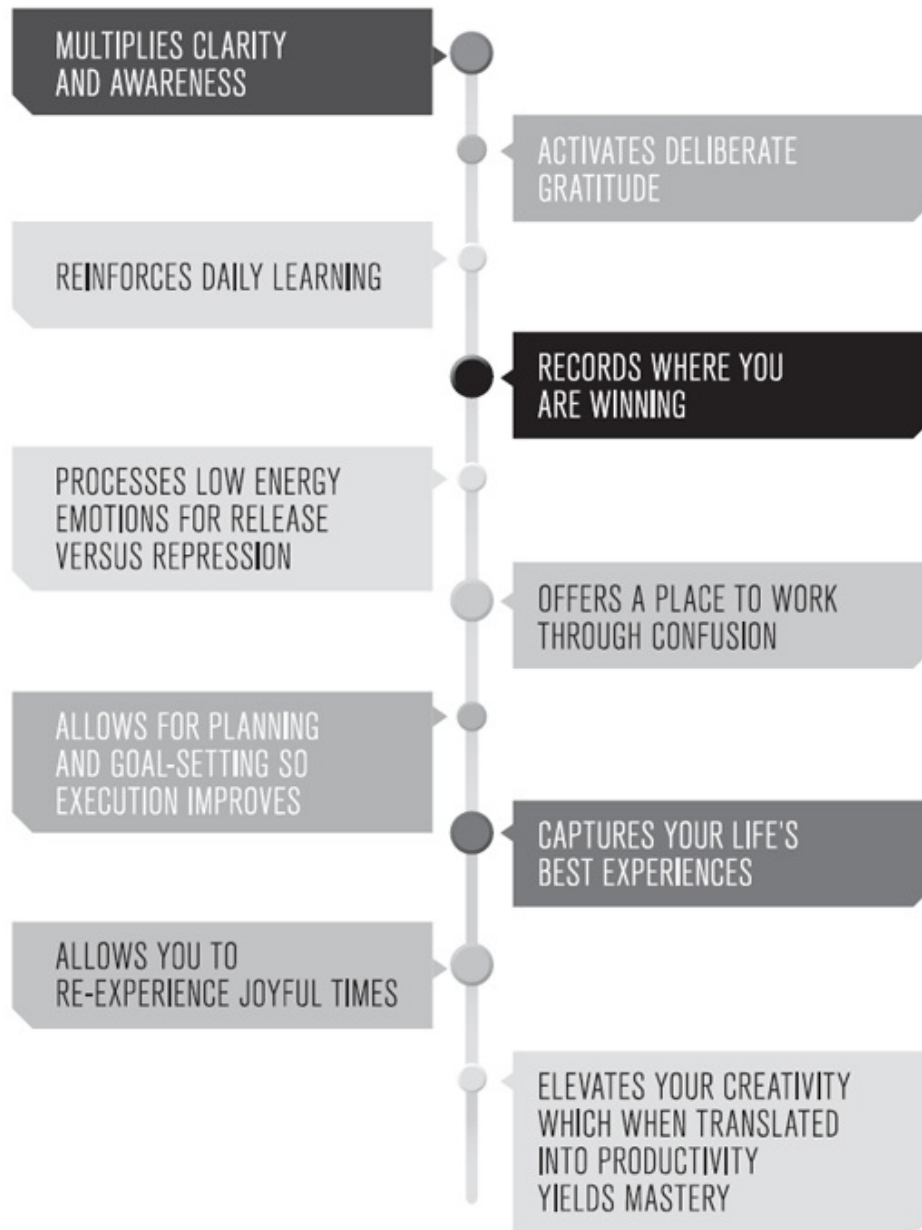 MULTIPLIES CLARITY
AND AWARENESS
ACTIVATES DELIBERATE
GRATITUDE
REINFORCES DAILY LEARNING
RECORDS WHERE YOU
ARE WINNING
PROCESSES LOW ENERGY
EMOTIONS FOR RELEASE
VERSUS REPRESSION
OFFERS A PLACE TO WORK
THROUGH CONFUSION
ALLOWS FOR PLANNING
AND GOAL-SETTING SO
EXECUTION IMPROVES
CAPTURES YOUR LIFE'S
BEST EXPERIENCES
ALLOWS YOU TO
RE-EXPERIENCE JOYFUL TIMES
ELEVATES YOUR CREATIVITY
WHICH WHEN TRANSLATED
INTO PRODUCTIVITY
YIELDS MASTERY